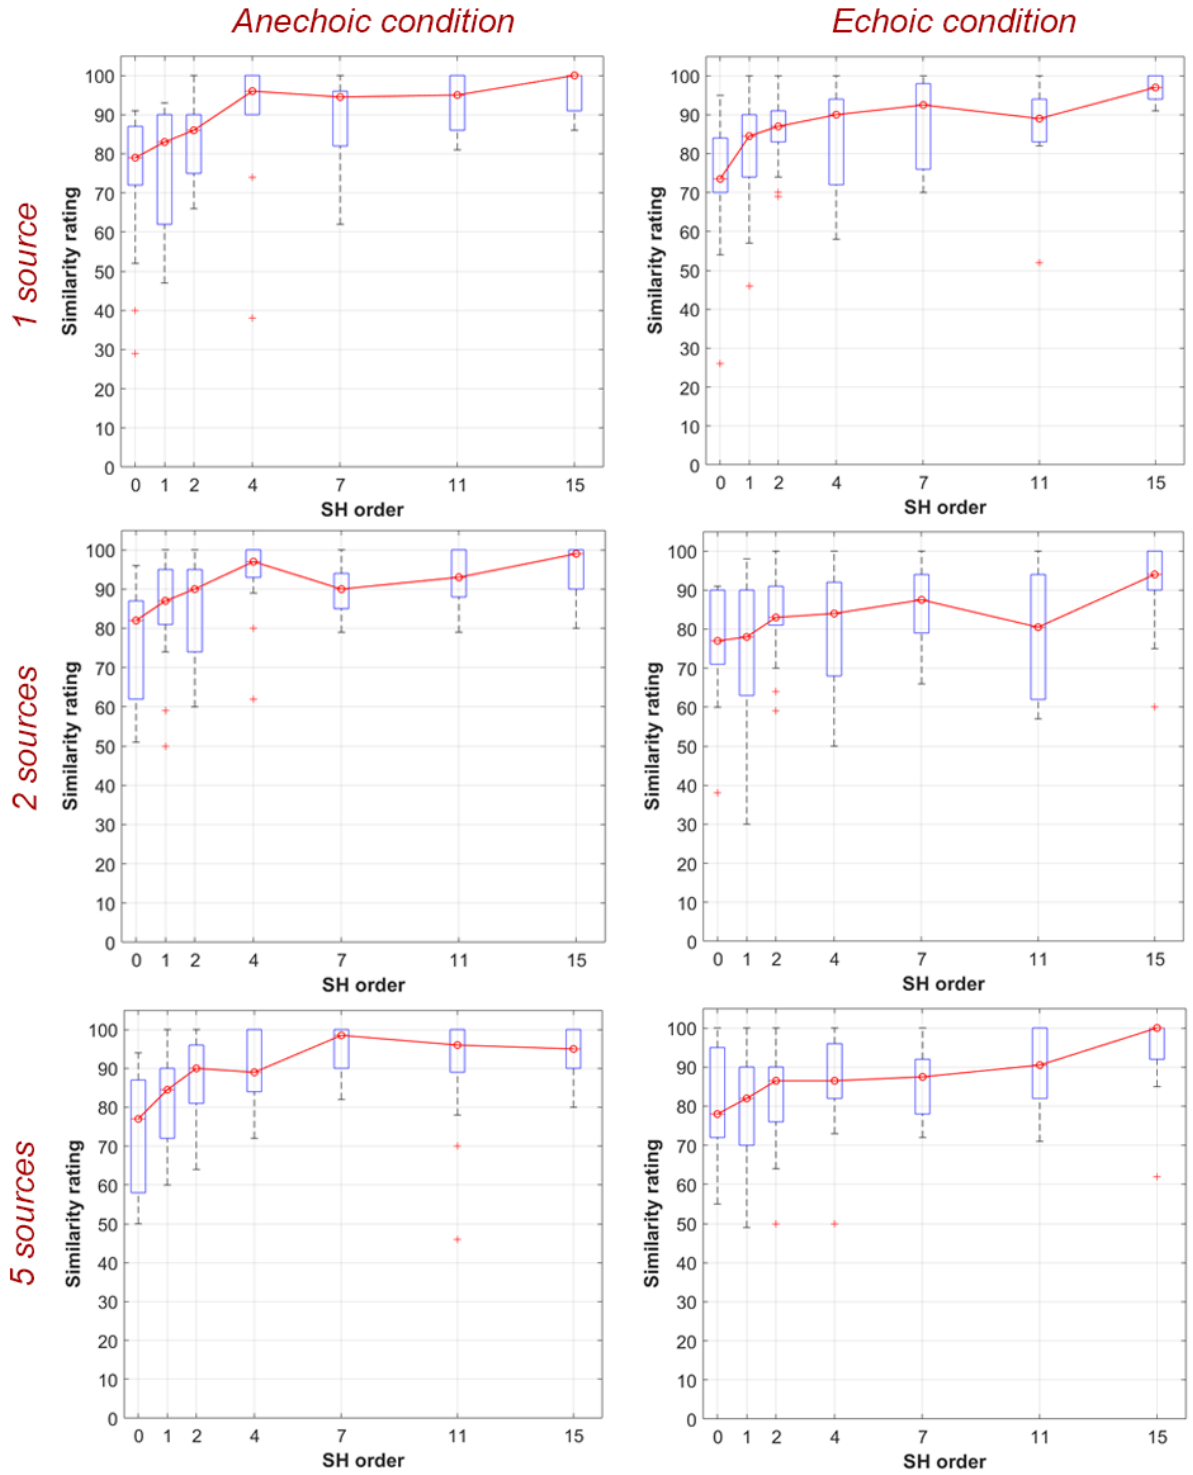 Anechoic condition
Echoic condition
1 source
Similarity rating
100
90
80
70
60
50
40
30
20
10
0
0 1 2 4 7 11 15
SH order
Similarity rating
100
90
80
70
60
50
40
30
20
10
0
0 1 2 4 7 11 15
SH order
2 sources
Similarity rating
100
90
80
70
60
50
40
30
20
10
0
0 1 2 4 7 11 15
SH order
Similarity rating
100
90
80
70
60
50
40
30
20
10
0
0 1 2 4 7 11 15
SH order
5 sources
Similarity rating
100
90
80
70
60
50
40
30
20
10
0
0 1 2 4 7 11 15
SH order
Similarity rating
100
90
80
70
60
50
40
30
20
10
0
0 1 2 4 7 11 15
SH order